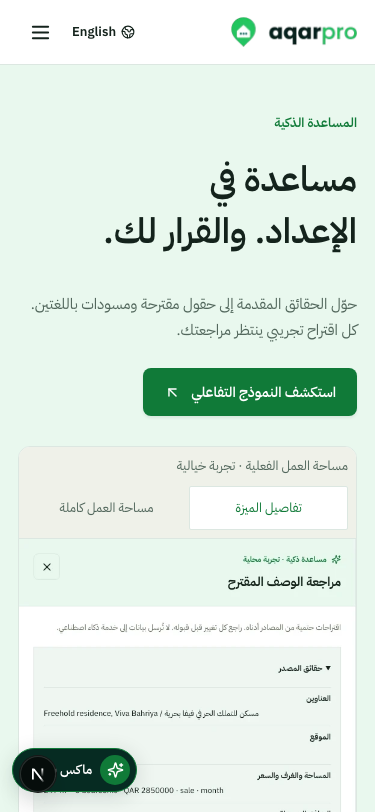 aqarpro
English
المساعدة الذكية
مساعدة في
الإعداد. والقرار لك.
حوّل الحقائق المقدمة إلى حقول مقترحة ومسودات باللغتين.
كل اقتراح تجريبي ينتظر مراجعتك.
استكشف النموذج التفاعلي
مساحة العمل الفعلية · تجربة خيالية
تفاصيل الميزة
مساحة العمل كاملة
مساعدة ذكية · تجربة محلية
مراجعة الوصف المقترح
اقتراحات حتمية من المصادر أدناه. راجع كل تغيير قبل قبوله. لا تُرسل بيانات إلى خدمة ذكاء اصطناعي.
حقائق المصدر
العناوين
Freehold residence, Viva Bahriya / مسكن للتملك الحر في فيفا بحرية
الموقع
المساحة والغرف والسعر
QAR 2850000 · sale · month
ماكس
N